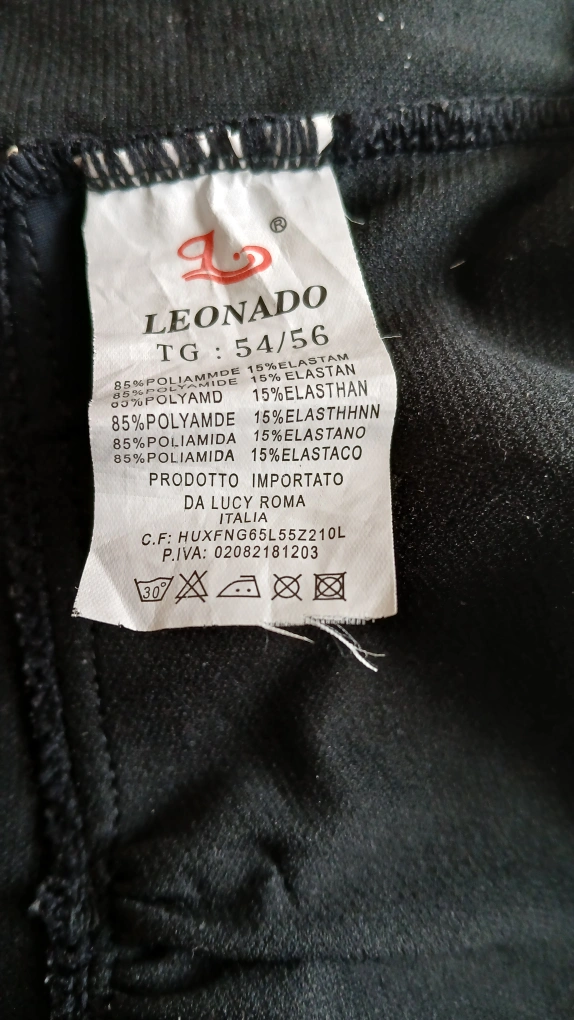 ®
LEONADO
TG : 54/56
85%POLIAMMDE 15%ELASTAM
85%POLYAMIDE 15%ELASTAN
85%POLYAMD 15%ELASTHAN
85%POLYAMDE 15%ELASTHHNN
85%POLIAMIDA 15%ELASTANO
85%POLIAMIDA 15%ELASTACO
PRODOTTO IMPORTATO
DA LUCY ROMA
ITALIA
C.F: HUXFNG65L55Z210L
P.IVA: 02082181203
30°